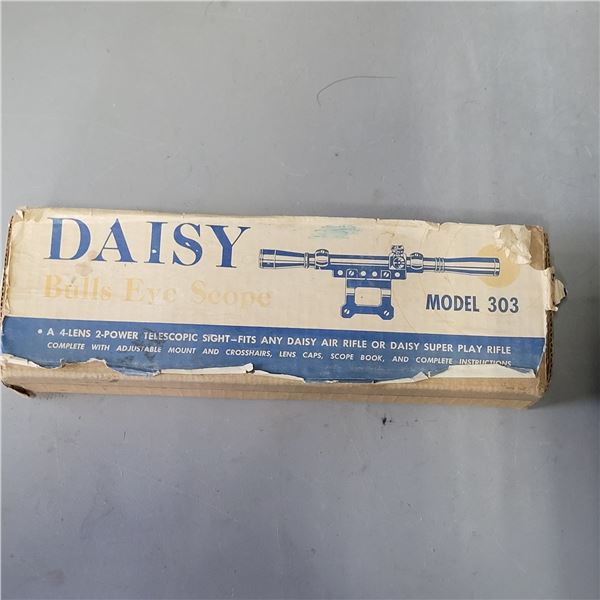 DAISY
Bulls Eye Scope
MODEL 303
• A 4-LENS 2-POWER TELESCOPIC SIGHT—FITS ANY DAISY AIR RIFLE OR DAISY SUPER PLAY RIFLE
COMPLETE WITH ADJUSTABLE MOUNT AND CROSSHAIRS, LENS CAPS, SCOPE BOOK, AND COMPLETE INSTRUCTIONS